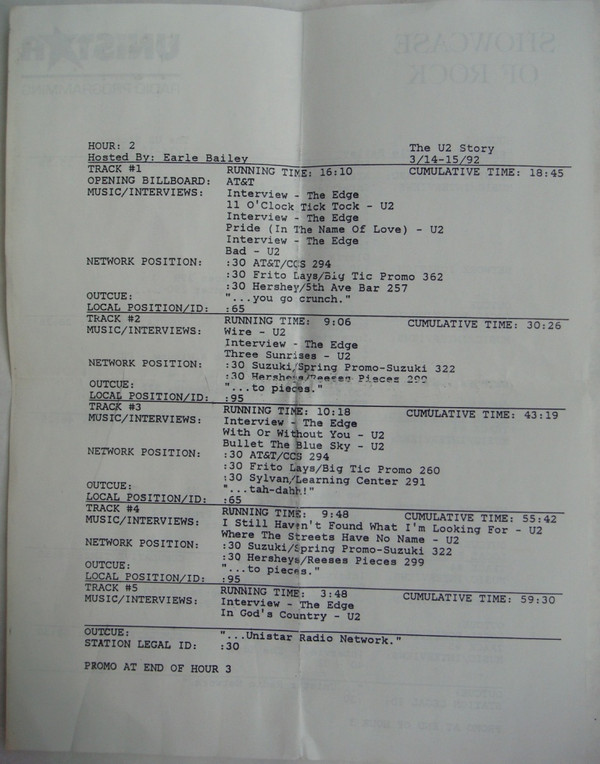 HOUR: 2 The U2 Story
Hosted By: Earle Bailey 3/14-15/92
TRACK #1 RUNNING TIME: 16:10 CUMULATIVE TIME: 18:45
OPENING BILLBOARD: AT&T
MUSIC/INTERVIEWS: Interview - The Edge
11 O'Clock Tick Tock - U2
Interview - The Edge
Pride (In The Name Of Love) - U2
Interview - The Edge
Bad - U2
NETWORK POSITION: :30 AT&T/CCS 294
:30 Frito Lays/Big Tic Promo 362
:30 Hershey/5th Ave Bar 257
OUTCUE: "...you go crunch."
LOCAL POSITION/ID: :65
TRACK #2 RUNNING TIME: 9:06 CUMULATIVE TIME: 30:26
MUSIC/INTERVIEWS: Wire - U2
Interview - The Edge
Three Sunrises - U2
NETWORK POSITION: :30 Suzuki/Spring Promo-Suzuki 322
:30 Hersheys/Reeses Pieces 299
OUTCUE: "...to pieces."
LOCAL POSITION/ID: :95
TRACK #3 RUNNING TIME: 10:18 CUMULATIVE TIME: 43:19
MUSIC/INTERVIEWS: Interview - The Edge
With Or Without You - U2
Bullet The Blue Sky - U2
NETWORK POSITION: :30 AT&T/CCS 294
:30 Frito Lays/Big Tic Promo 260
:30 Sylvan/Learning Center 291
OUTCUE: "...tah-dahh!"
LOCAL POSITION/ID: :65
TRACK #4 RUNNING TIME: 9:48 CUMULATIVE TIME: 55:42
MUSIC/INTERVIEWS: I Still Haven't Found What I'm Looking For - U2
Where The Streets Have No Name - U2
NETWORK POSITION: :30 Suzuki/Spring Promo-Suzuki 322
:30 Hersheys/Reeses Pieces 299
OUTCUE: "...to pieces."
LOCAL POSITION/ID: :95
TRACK #5 RUNNING TIME: 3:48 CUMULATIVE TIME: 59:30
MUSIC/INTERVIEWS: Interview - The Edge
In God's Country - U2
OUTCUE: "...Unistar Radio Network."
STATION LEGAL ID: :30
PROMO AT END OF HOUR 3